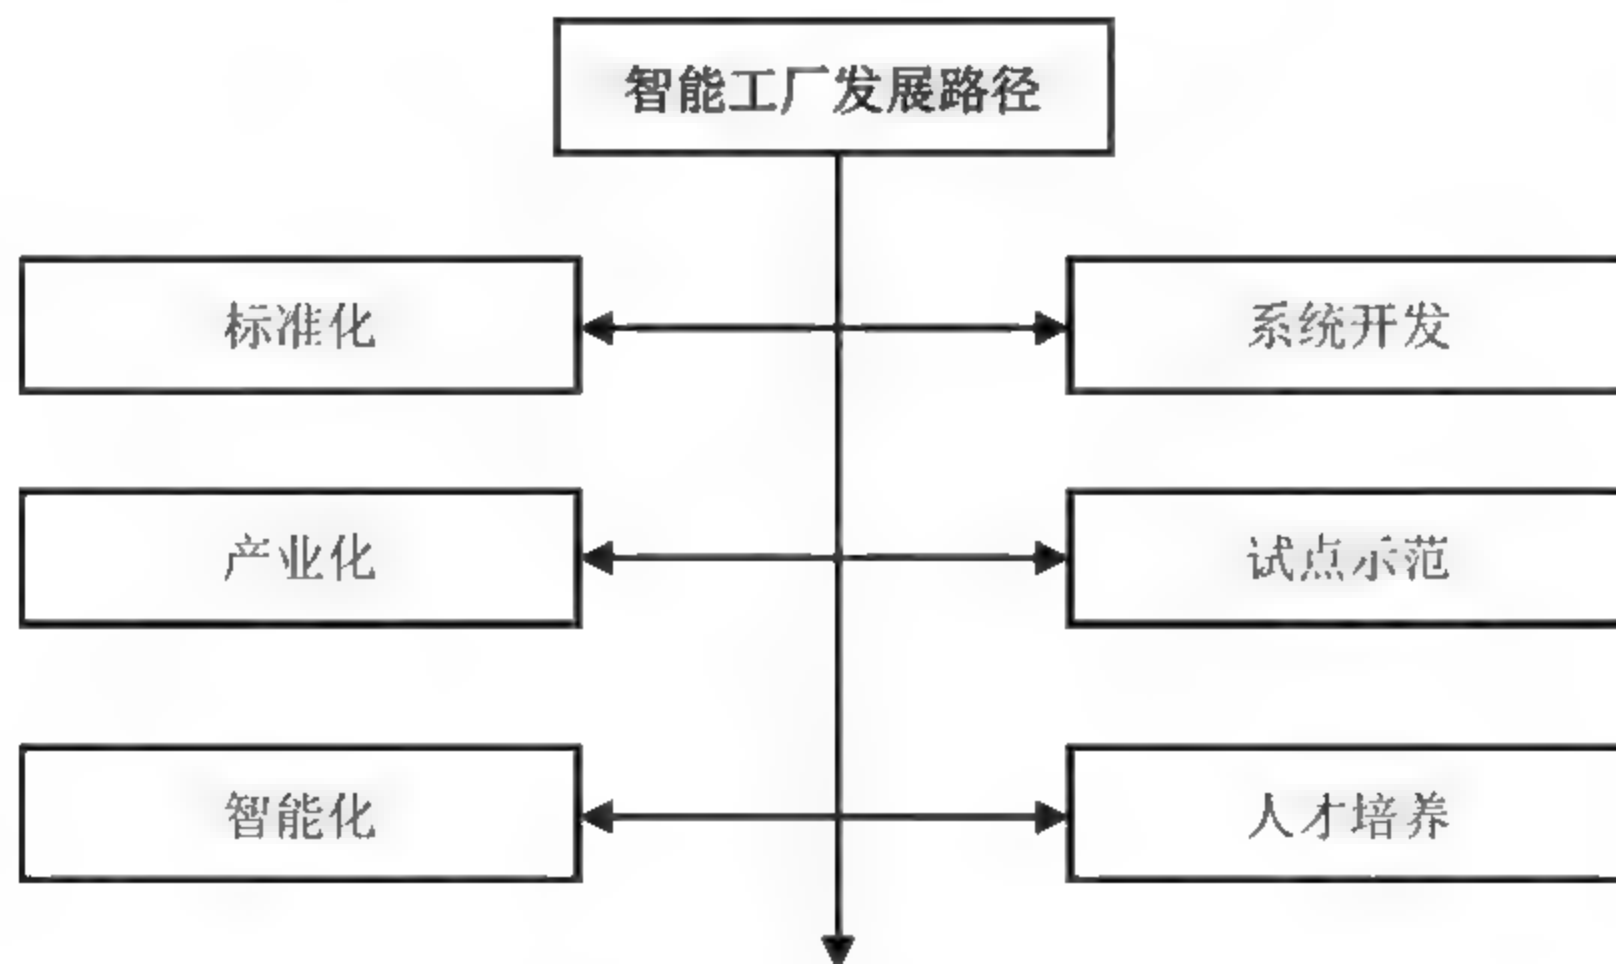 智能工厂发展路径
标准化
系统开发
产业化
试点示范
智能化
人才培养